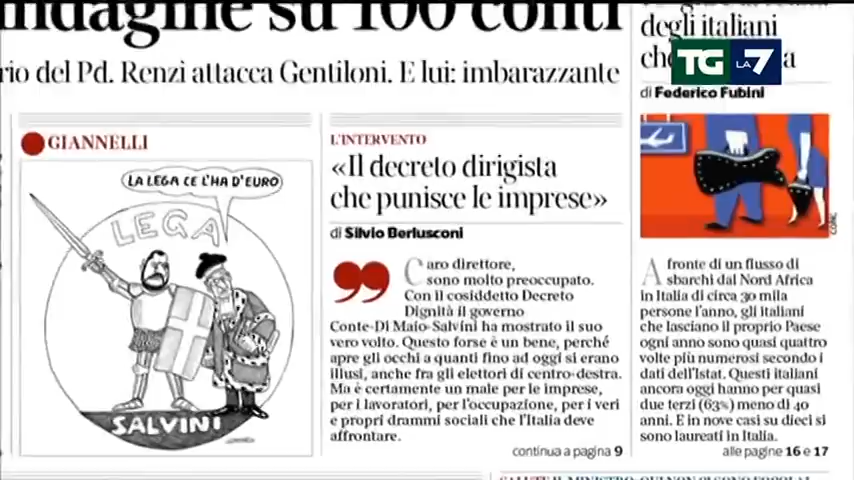 indagine su 100 conti
rio del Pd. Renzi attacca Gentiloni. E lui: imbarazzante
degli italiani
TG LA7
di Federico Fubini
GIANNELLI
LA LEGA CE L'HA D'EURO
LEGA
SALVINI
GIANNELLI
L'INTERVENTO
«Il decreto dirigista
che punisce le imprese»
di Silvio Berlusconi
Caro direttore,
sono molto preoccupato.
Con il cosiddetto Decreto
Dignità il governo
Conte-Di Maio-Salvini ha mostrato il suo
vero volto. Questo forse è un bene, perché
apre gli occhi a quanti fino ad oggi si erano
illusi, anche fra gli elettori di centro-destra.
Ma è certamente un male per le imprese,
per i lavoratori, per l'occupazione, per i veri
e propri drammi sociali che l'Italia deve
affrontare.
continua a pagina 9
A fronte di un flusso di
sbarchi dal Nord Africa
in Italia di circa 30 mila
persone l'anno, gli italiani
che lasciano il proprio Paese
ogni anno sono quasi quattro
volte più numerosi secondo i
dati dell'Istat. Questi italiani
ancora oggi hanno per quasi
due terzi (63%) meno di 40
anni. E in nove casi su dieci si
sono laureati in Italia.
alle pagine 16 e 17